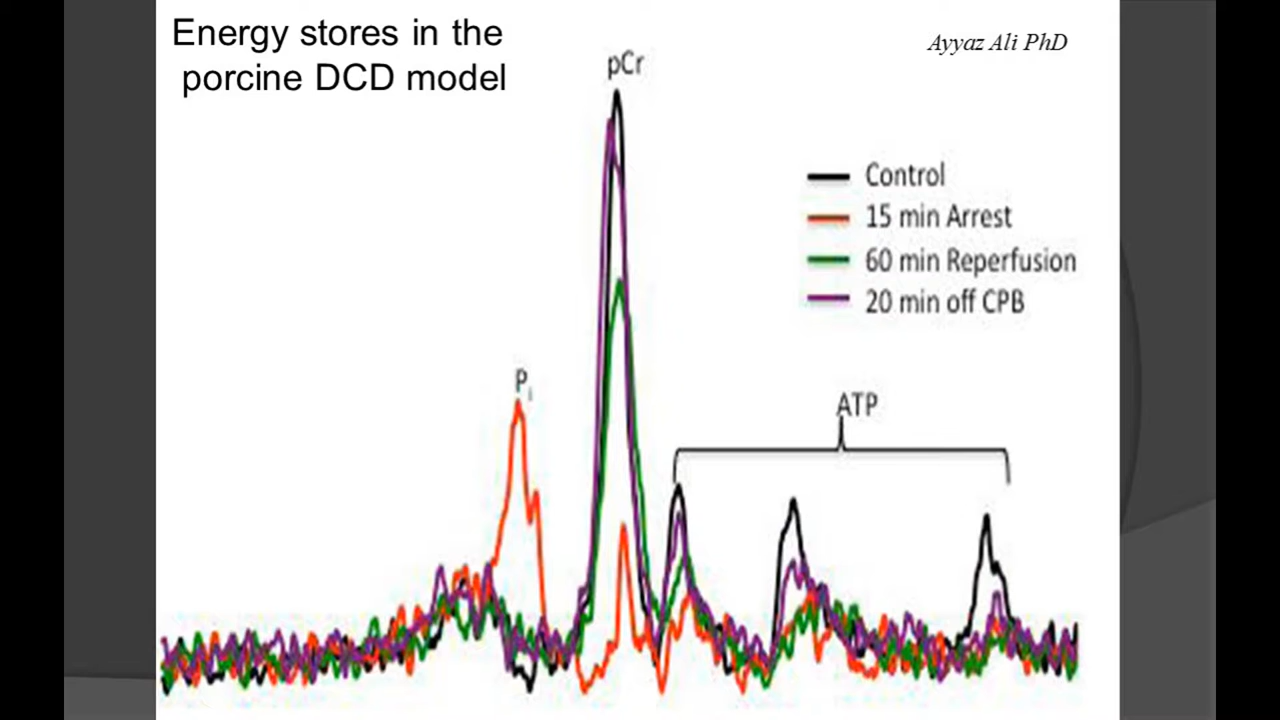 Energy stores in the
porcine DCD model
Ayyaz Ali PhD
pCr
Control
15 min Arrest
60 min Reperfusion
20 min off CPB
Pi
ATP